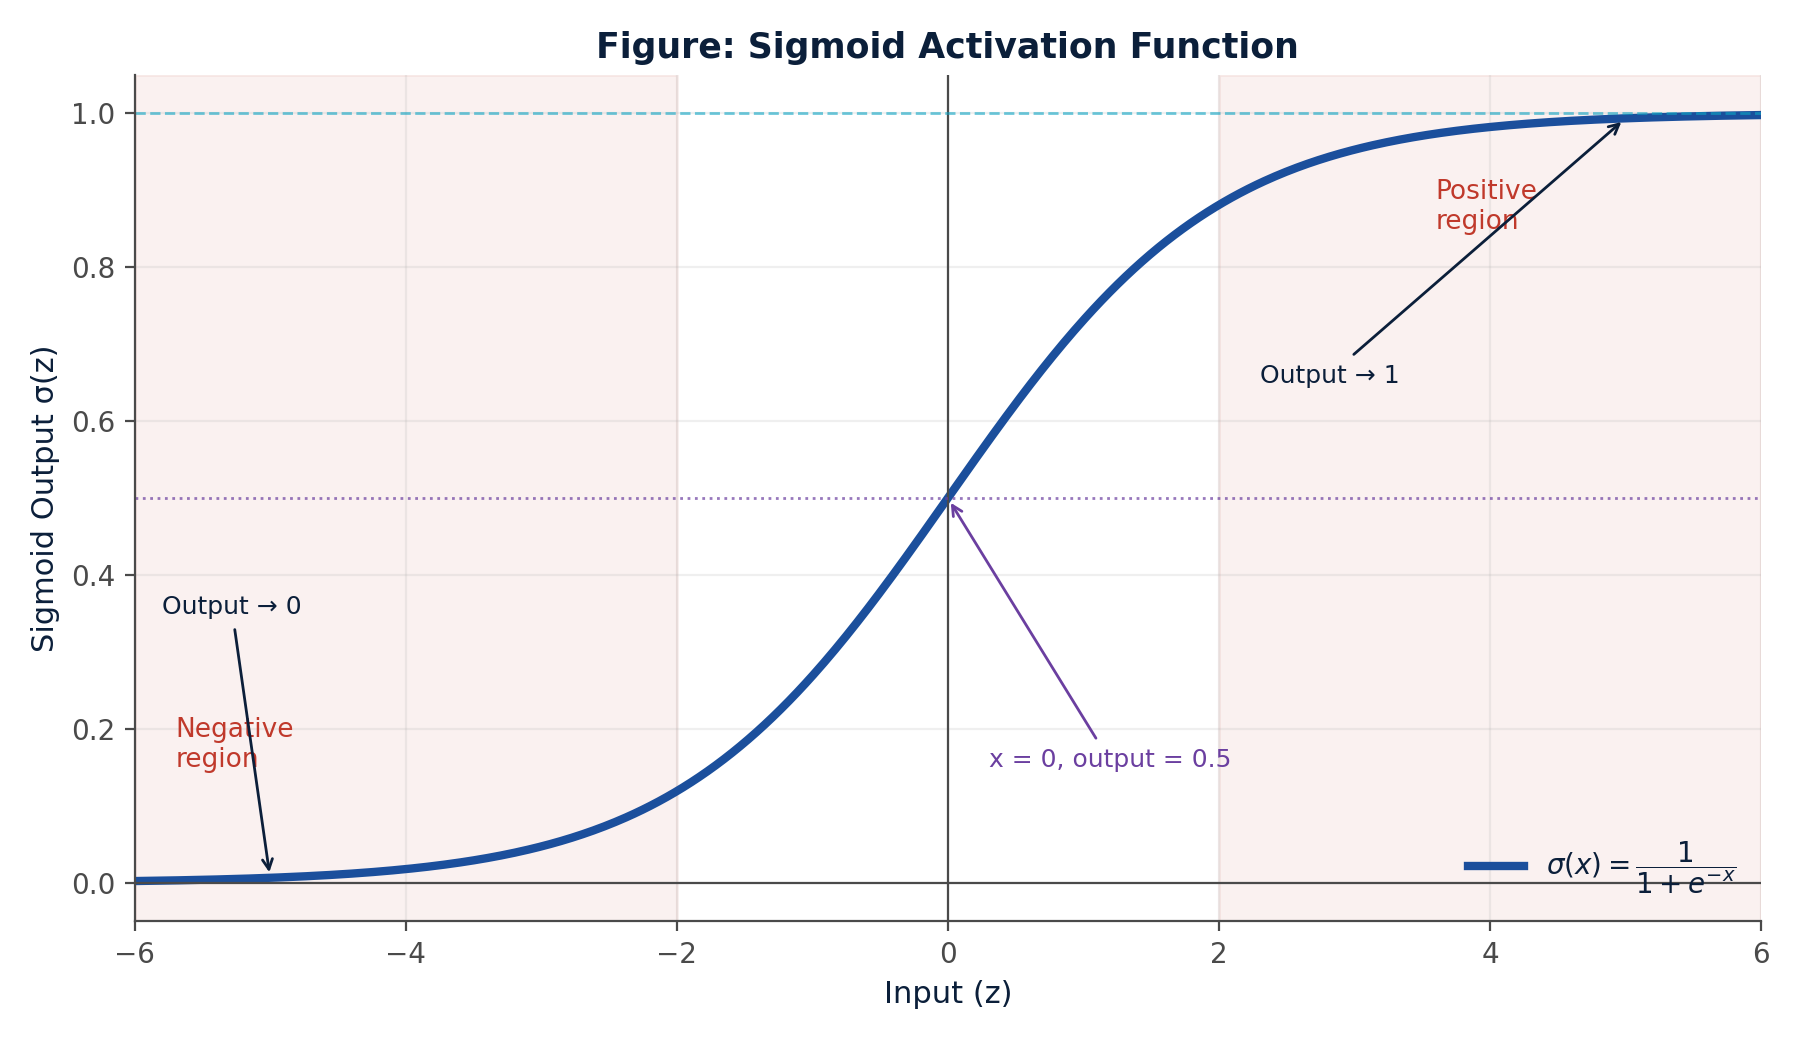 Figure: Sigmoid Activation Function
Sigmoid Output σ(z)
1.0
0.8
0.6
0.4
0.2
0.0
Positive
region
Output → 1
Output → 0
Negative
region
x = 0, output = 0.5
σ(x) = 1 / (1 + e^{−x})
−6
−4
−2
0
2
4
6
Input (z)